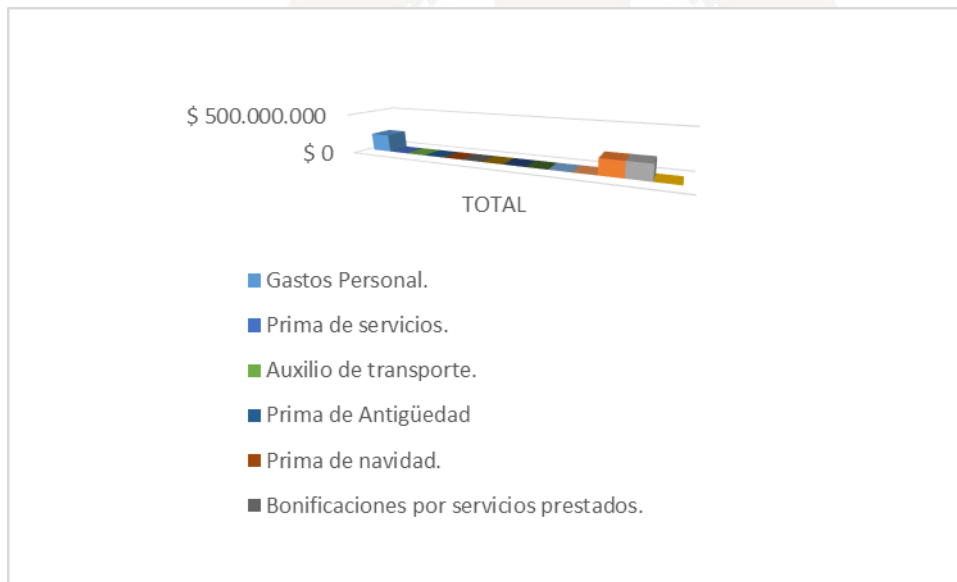 $ 500.000.000
$ 0
TOTAL
Gastos Personal.
Prima de servicios.
Auxilio de transporte.
Prima de Antigüedad
Prima de navidad.
Bonificaciones por servicios prestados.